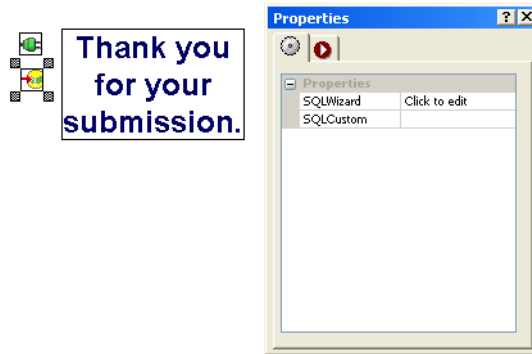 Thank you
for your
submission.
Properties
Properties
SQLWizard Click to edit
SQLCustom